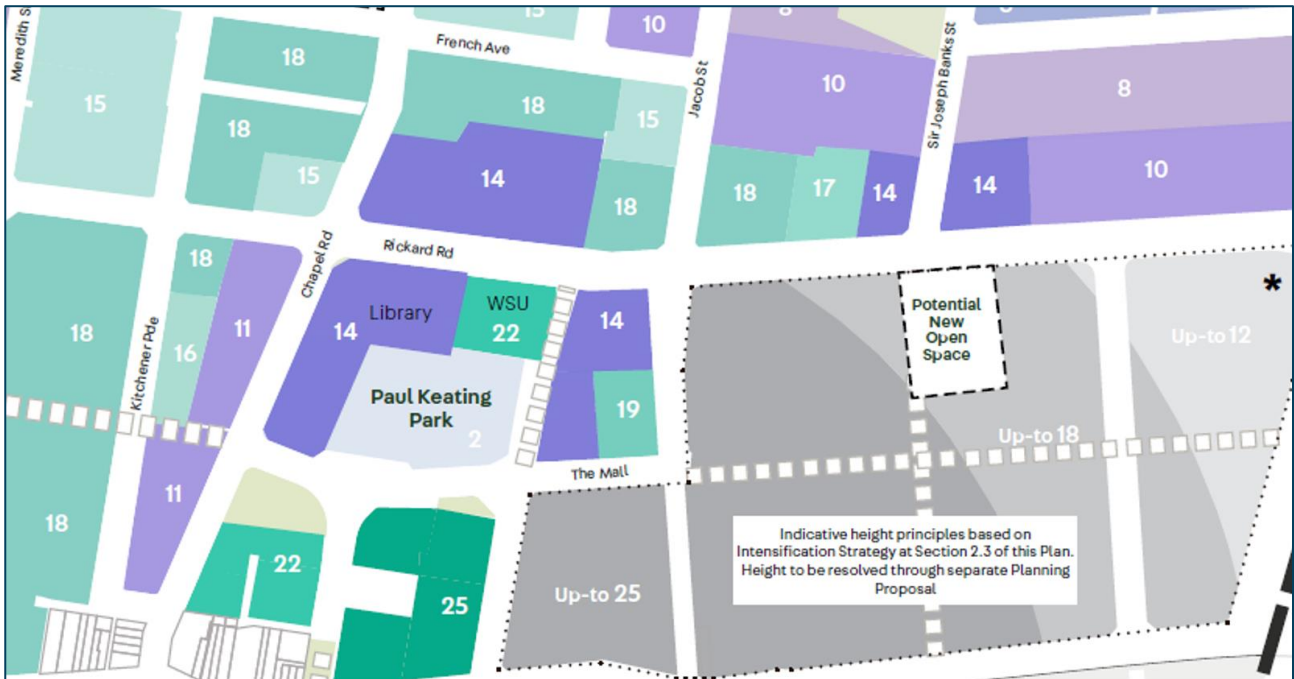 Meredith S
15
10
8
French Ave
18
15
18
18
15
14
15
18
Jacob St
10
18
17
14
Sir Joseph Banks St
8
14
10
Rickard Rd
Chapel Rd
18
18
11
16
Kitchener Pde
14
Library
WSU
22
14
Paul Keating
Park
2
19
The Mall
Potential
New
Open
Space
Up-to 12
*
Up-to 18
18
11
22
25
Up-to 25
Indicative height principles based on
Intensification Strategy at Section 2.3 of this Plan.
Height to be resolved through separate Planning
Proposal